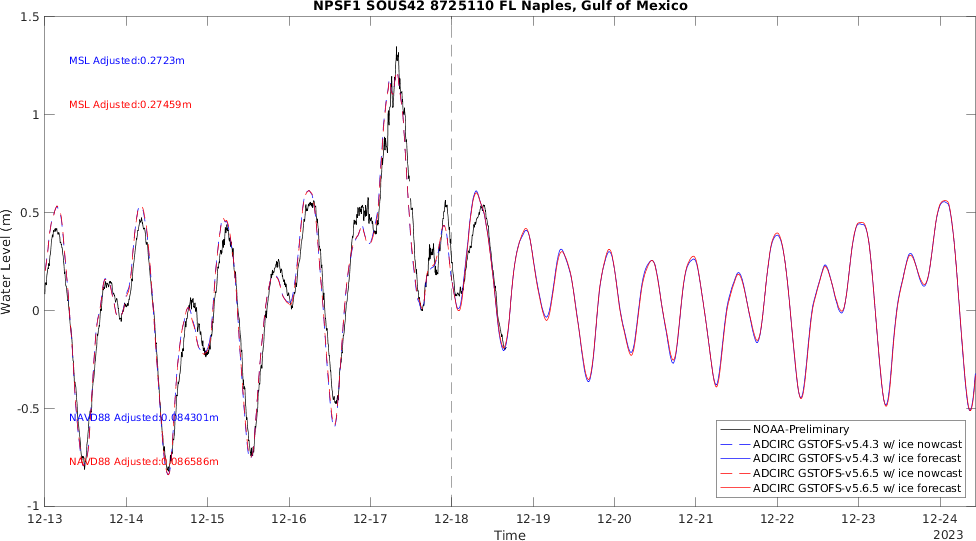 NPSF1 SOUS42 8725110 FL Naples, Gulf of Mexico
1.5
1
0.5
0
-0.5
-1
Water Level (m)
MSL Adjusted:0.2723m
MSL Adjusted:0.27459m
NAVD88 Adjusted:0.084301m
NAVD88 Adjusted:0.086586m
NOAA-Preliminary
ADCIRC GSTOFS-v5.4.3 w/ ice nowcast
ADCIRC GSTOFS-v5.4.3 w/ ice forecast
ADCIRC GSTOFS-v5.6.5 w/ ice nowcast
ADCIRC GSTOFS-v5.6.5 w/ ice forecast
12-13 12-14 12-15 12-16 12-17 12-18 12-19 12-20 12-21 12-22 12-23 12-24
Time
2023